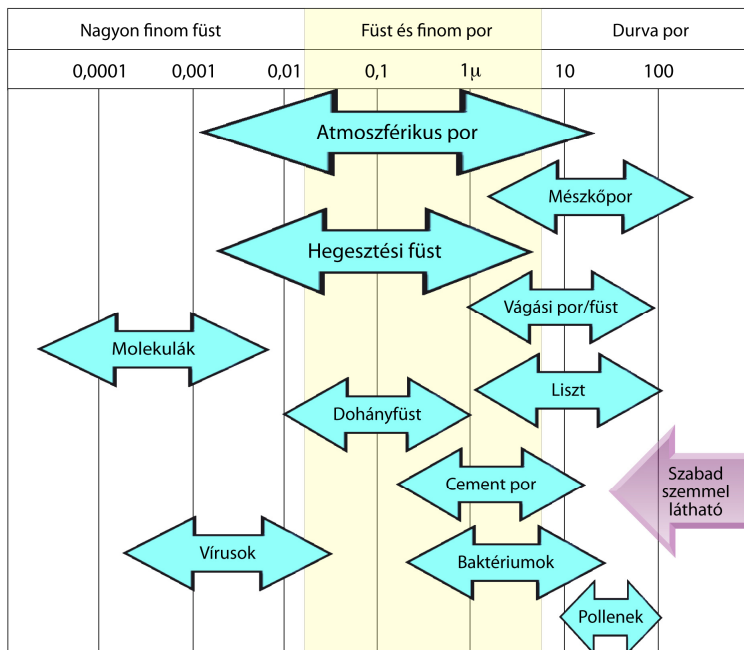 Nagyon finom füst Füst és finom por Durva por
0,0001 0,001 0,01 0,1 1μ 10 100
Atmoszférikus por
Mészkőpor
Hegesztési füst
Vágási por/füst
Molekulák
Liszt
Dohányfüst
Szabad
szemmel
látható
Cement por
Vírusok
Baktériumok
Pollenek